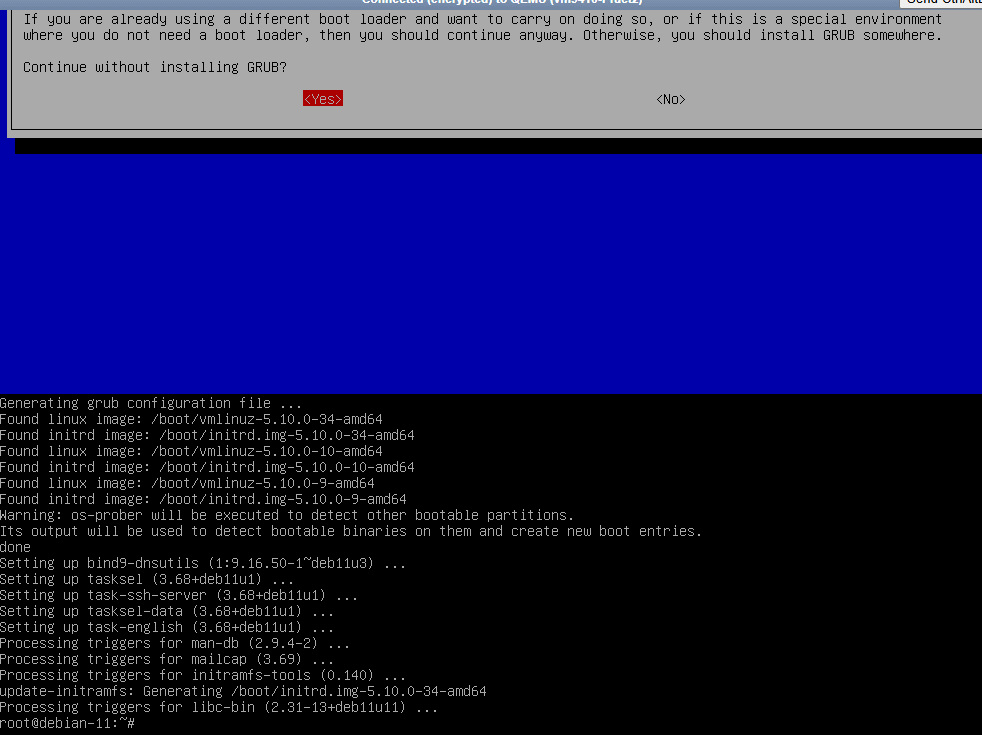 If you are already using a different boot loader and want to carry on doing so, or if this is a special environment
where you do not need a boot loader, then you should continue anyway. Otherwise, you should install GRUB somewhere.
Continue without installing GRUB?
<Yes> <No>
Generating grub configuration file ...
Found linux image: /boot/vmlinuz-5.10.0-34-amd64
Found initrd image: /boot/initrd.img-5.10.0-34-amd64
Found linux image: /boot/vmlinuz-5.10.0-10-amd64
Found initrd image: /boot/initrd.img-5.10.0-10-amd64
Found linux image: /boot/vmlinuz-5.10.0-9-amd64
Found initrd image: /boot/initrd.img-5.10.0-9-amd64
Warning: os-prober will be executed to detect other bootable partitions.
Its output will be used to detect bootable binaries on them and create new boot entries.
done
Setting up bind9-dnsutils (1:9.16.50-1~deb11u3) ...
Setting up tasksel (3.68+deb11u1) ...
Setting up task-ssh-server (3.68+deb11u1) ...
Setting up tasksel-data (3.68+deb11u1) ...
Setting up task-english (3.68+deb11u1) ...
Processing triggers for man-db (2.9.4-2) ...
Processing triggers for mailcap (3.69) ...
Processing triggers for initramfs-tools (0.140) ...
update-initramfs: Generating /boot/initrd.img-5.10.0-34-amd64
Processing triggers for libc-bin (2.31-13+deb11u11) ...
root@debian-11:~#